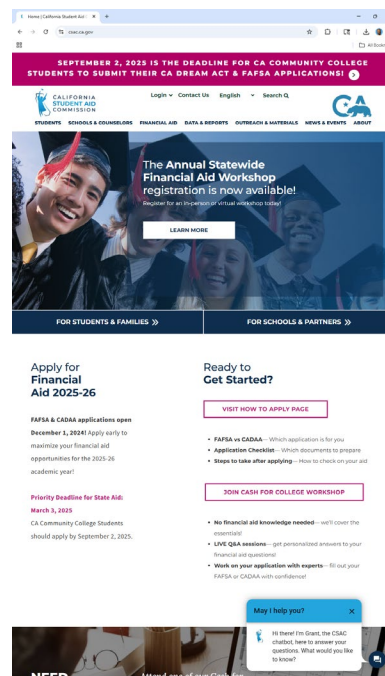 Home | California Student Aid
csac.ca.gov
All Bookmarks
SEPTEMBER 2, 2025 IS THE DEADLINE FOR CA COMMUNITY COLLEGE
STUDENTS TO SUBMIT THEIR CA DREAM ACT & FAFSA APPLICATIONS!
CALIFORNIA
STUDENT AID
COMMISSION
Login Contact Us English Search
CA
STUDENTS SCHOOLS & COUNSELORS FINANCIAL AID DATA & REPORTS OUTREACH & MATERIALS NEWS & EVENTS ABOUT
The Annual Statewide
Financial Aid Workshop
registration is now available!
Register for an in-person or virtual workshop today!
LEARN MORE
FOR STUDENTS & FAMILIES
FOR SCHOOLS & PARTNERS
Apply for
Financial
Aid 2025-26
FAFSA & CADAA applications open
December 1, 2024! Apply early to
maximize your financial aid
opportunities for the 2025-26
academic year!
Priority Deadline for State Aid:
March 3, 2025
CA Community College Students
should apply by September 2, 2025.
Ready to
Get Started?
VISIT HOW TO APPLY PAGE
• FAFSA vs CADAA— Which application is for you
• Application Checklist— Which documents to prepare
• Steps to take after applying— How to check on your aid
JOIN CASH FOR COLLEGE WORKSHOP
• No financial aid knowledge needed— we'll cover the
essentials!
• LIVE Q&A sessions— get personalized answers to your
financial aid questions!
• Work on your application with experts— fill out your
FAFSA or CADAA with confidence!
May I help you?
Hi there! I'm Grant, the CSAC
chatbot, here to answer your
questions. What would you like
to know?
NEED
Attend one of our Cash for